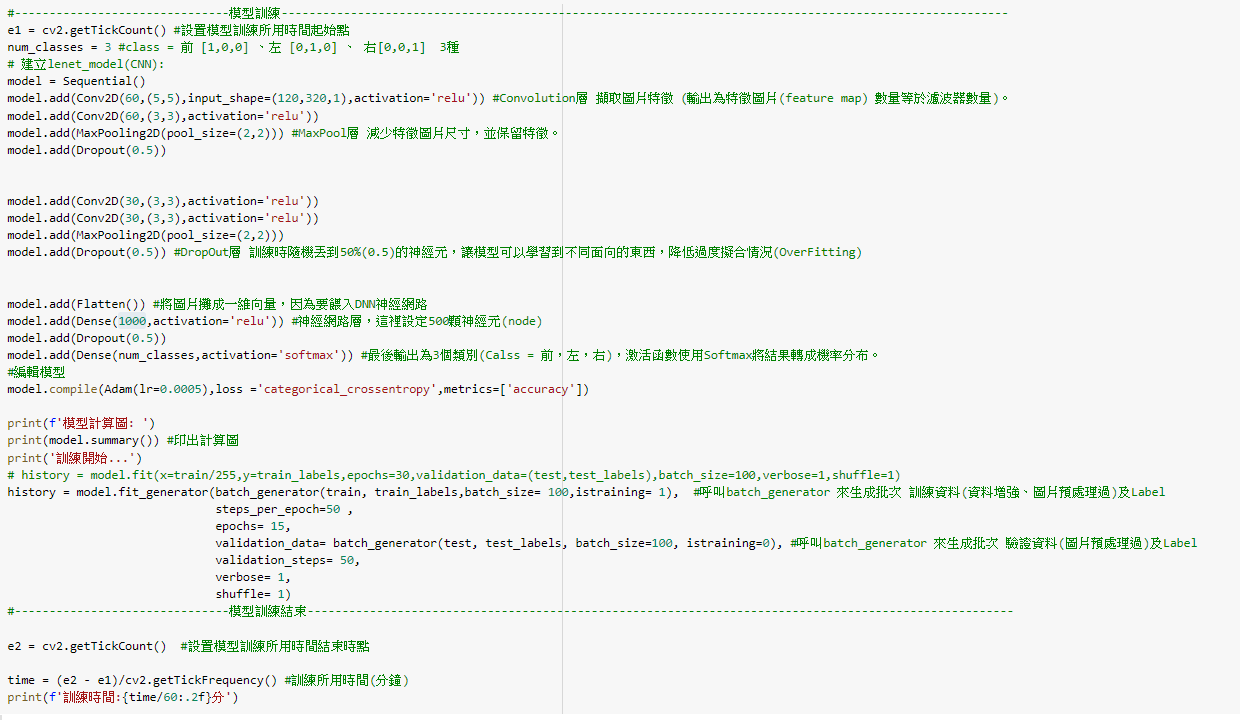 #-------------------------------模型訓練---------------------------------------------------------------------------------------------------------
e1 = cv2.getTickCount() #設置模型訓練所用時間起始點
num_classes = 3 #class = 前 [1,0,0] 、左 [0,1,0] 、 右[0,0,1]  3種
# 建立lenet_model(CNN):
model = Sequential()
model.add(Conv2D(60,(5,5),input_shape=(120,320,1),activation='relu')) #Convolution層 擷取圖片特徵 (輸出為特徵圖片(feature map) 數量等於濾波器數量)。
model.add(Conv2D(60,(3,3),activation='relu'))
model.add(MaxPooling2D(pool_size=(2,2))) #MaxPool層 減少特徵圖片尺寸，並保留特徵。
model.add(Dropout(0.5))
model.add(Conv2D(30,(3,3),activation='relu'))
model.add(Conv2D(30,(3,3),activation='relu'))
model.add(MaxPooling2D(pool_size=(2,2)))
model.add(Dropout(0.5)) #DropOut層 訓練時隨機丟到50%(0.5)的神經元，讓模型可以學習到不同面向的東西，降低過度擬合情況(OverFitting)
model.add(Flatten()) #將圖片攤成一維向量，因為要餵入DNN神經網路
model.add(Dense(1000,activation='relu')) #神經網路層，這裡設定500顆神經元(node)
model.add(Dropout(0.5))
model.add(Dense(num_classes,activation='softmax')) #最後輸出為3個類別(Calss = 前，左，右)，激活函數使用Softmax將結果轉成機率分布。
#編輯模型
model.compile(Adam(lr=0.0005),loss ='categorical_crossentropy',metrics=['accuracy'])
print(f'模型計算圖: ')
print(model.summary()) #印出計算圖
print('訓練開始...')
# history = model.fit(x=train/255,y=train_labels,epochs=30,validation_data=(test,test_labels),batch_size=100,verbose=1,shuffle=1)
history = model.fit_generator(batch_generator(train, train_labels,batch_size= 100,istraining= 1),  #呼叫batch_generator 來生成批次 訓練資料(資料增強、圖片預處理過)及Label
steps_per_epoch=50 ,
epochs= 15,
validation_data= batch_generator(test, test_labels, batch_size=100, istraining=0), #呼叫batch_generator 來生成批次 驗證資料(圖片預處理過)及Label
validation_steps= 50,
verbose= 1,
shuffle= 1)
#-------------------------------模型訓練結束------------------------------------------------------------------------------------------------------
e2 = cv2.getTickCount()  #設置模型訓練所用時間結束時點
time = (e2 - e1)/cv2.getTickFrequency() #訓練所用時間(分鐘)
print(f'訓練時間:{time/60:.2f}分')